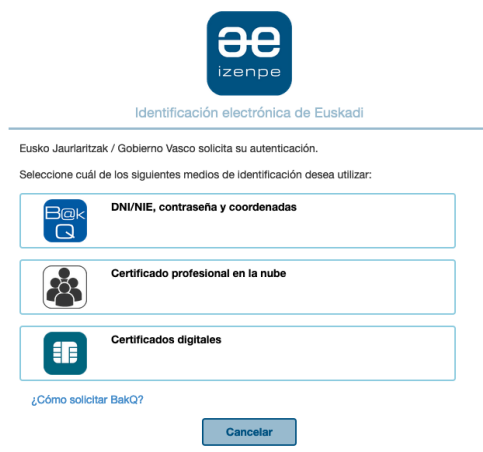 izenpe
Identificación electrónica de Euskadi
Eusko Jaurlaritzak / Gobierno Vasco solicita su autenticación.
Seleccione cuál de los siguientes medios de identificación desea utilizar:
B@k
Q
DNI/NIE, contraseña y coordenadas
Certificado profesional en la nube
Certificados digitales
¿Cómo solicitar BakQ?
Cancelar